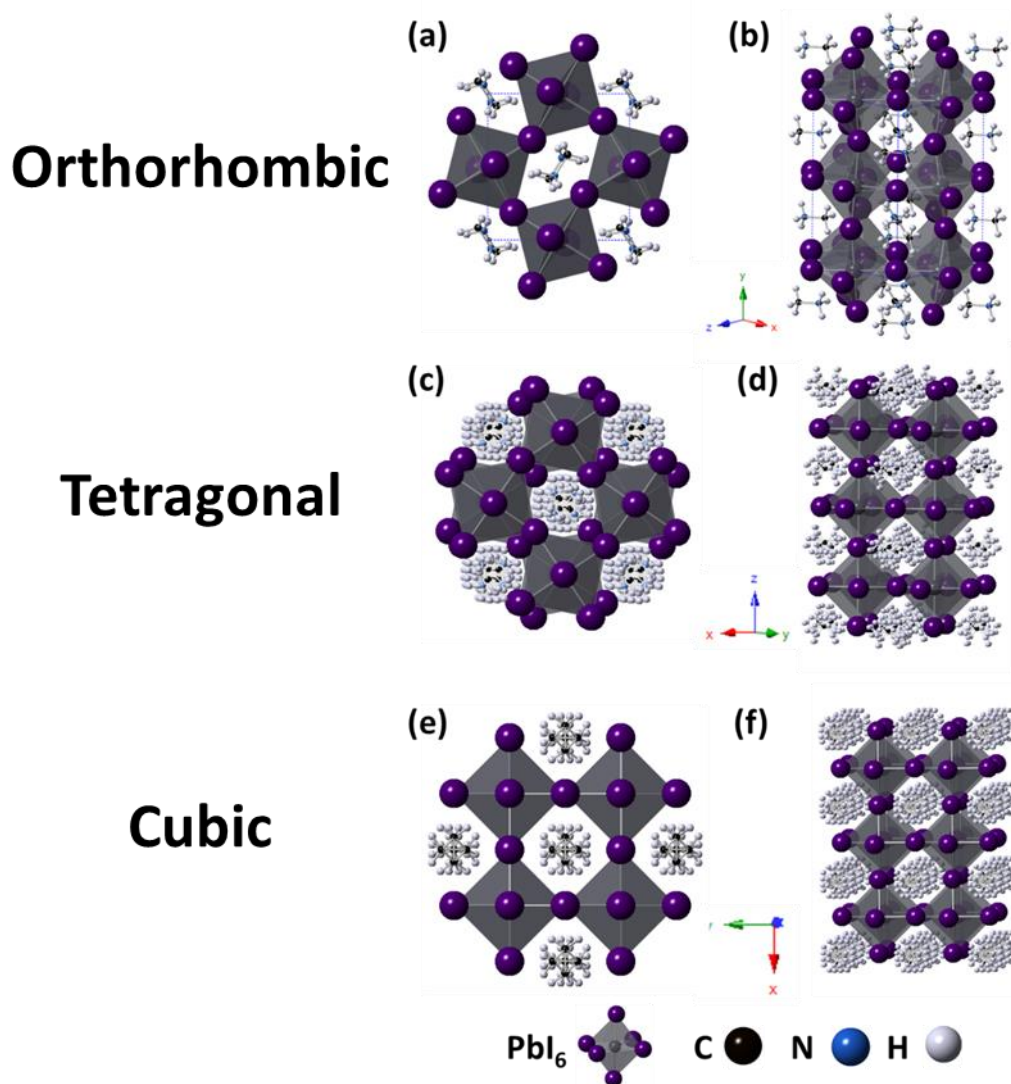 (a)
(b)
Orthorhombic
y
z
x
(c)
(d)
Tetragonal
z
x
y
(e)
(f)
Cubic
x
PbI6 C N H